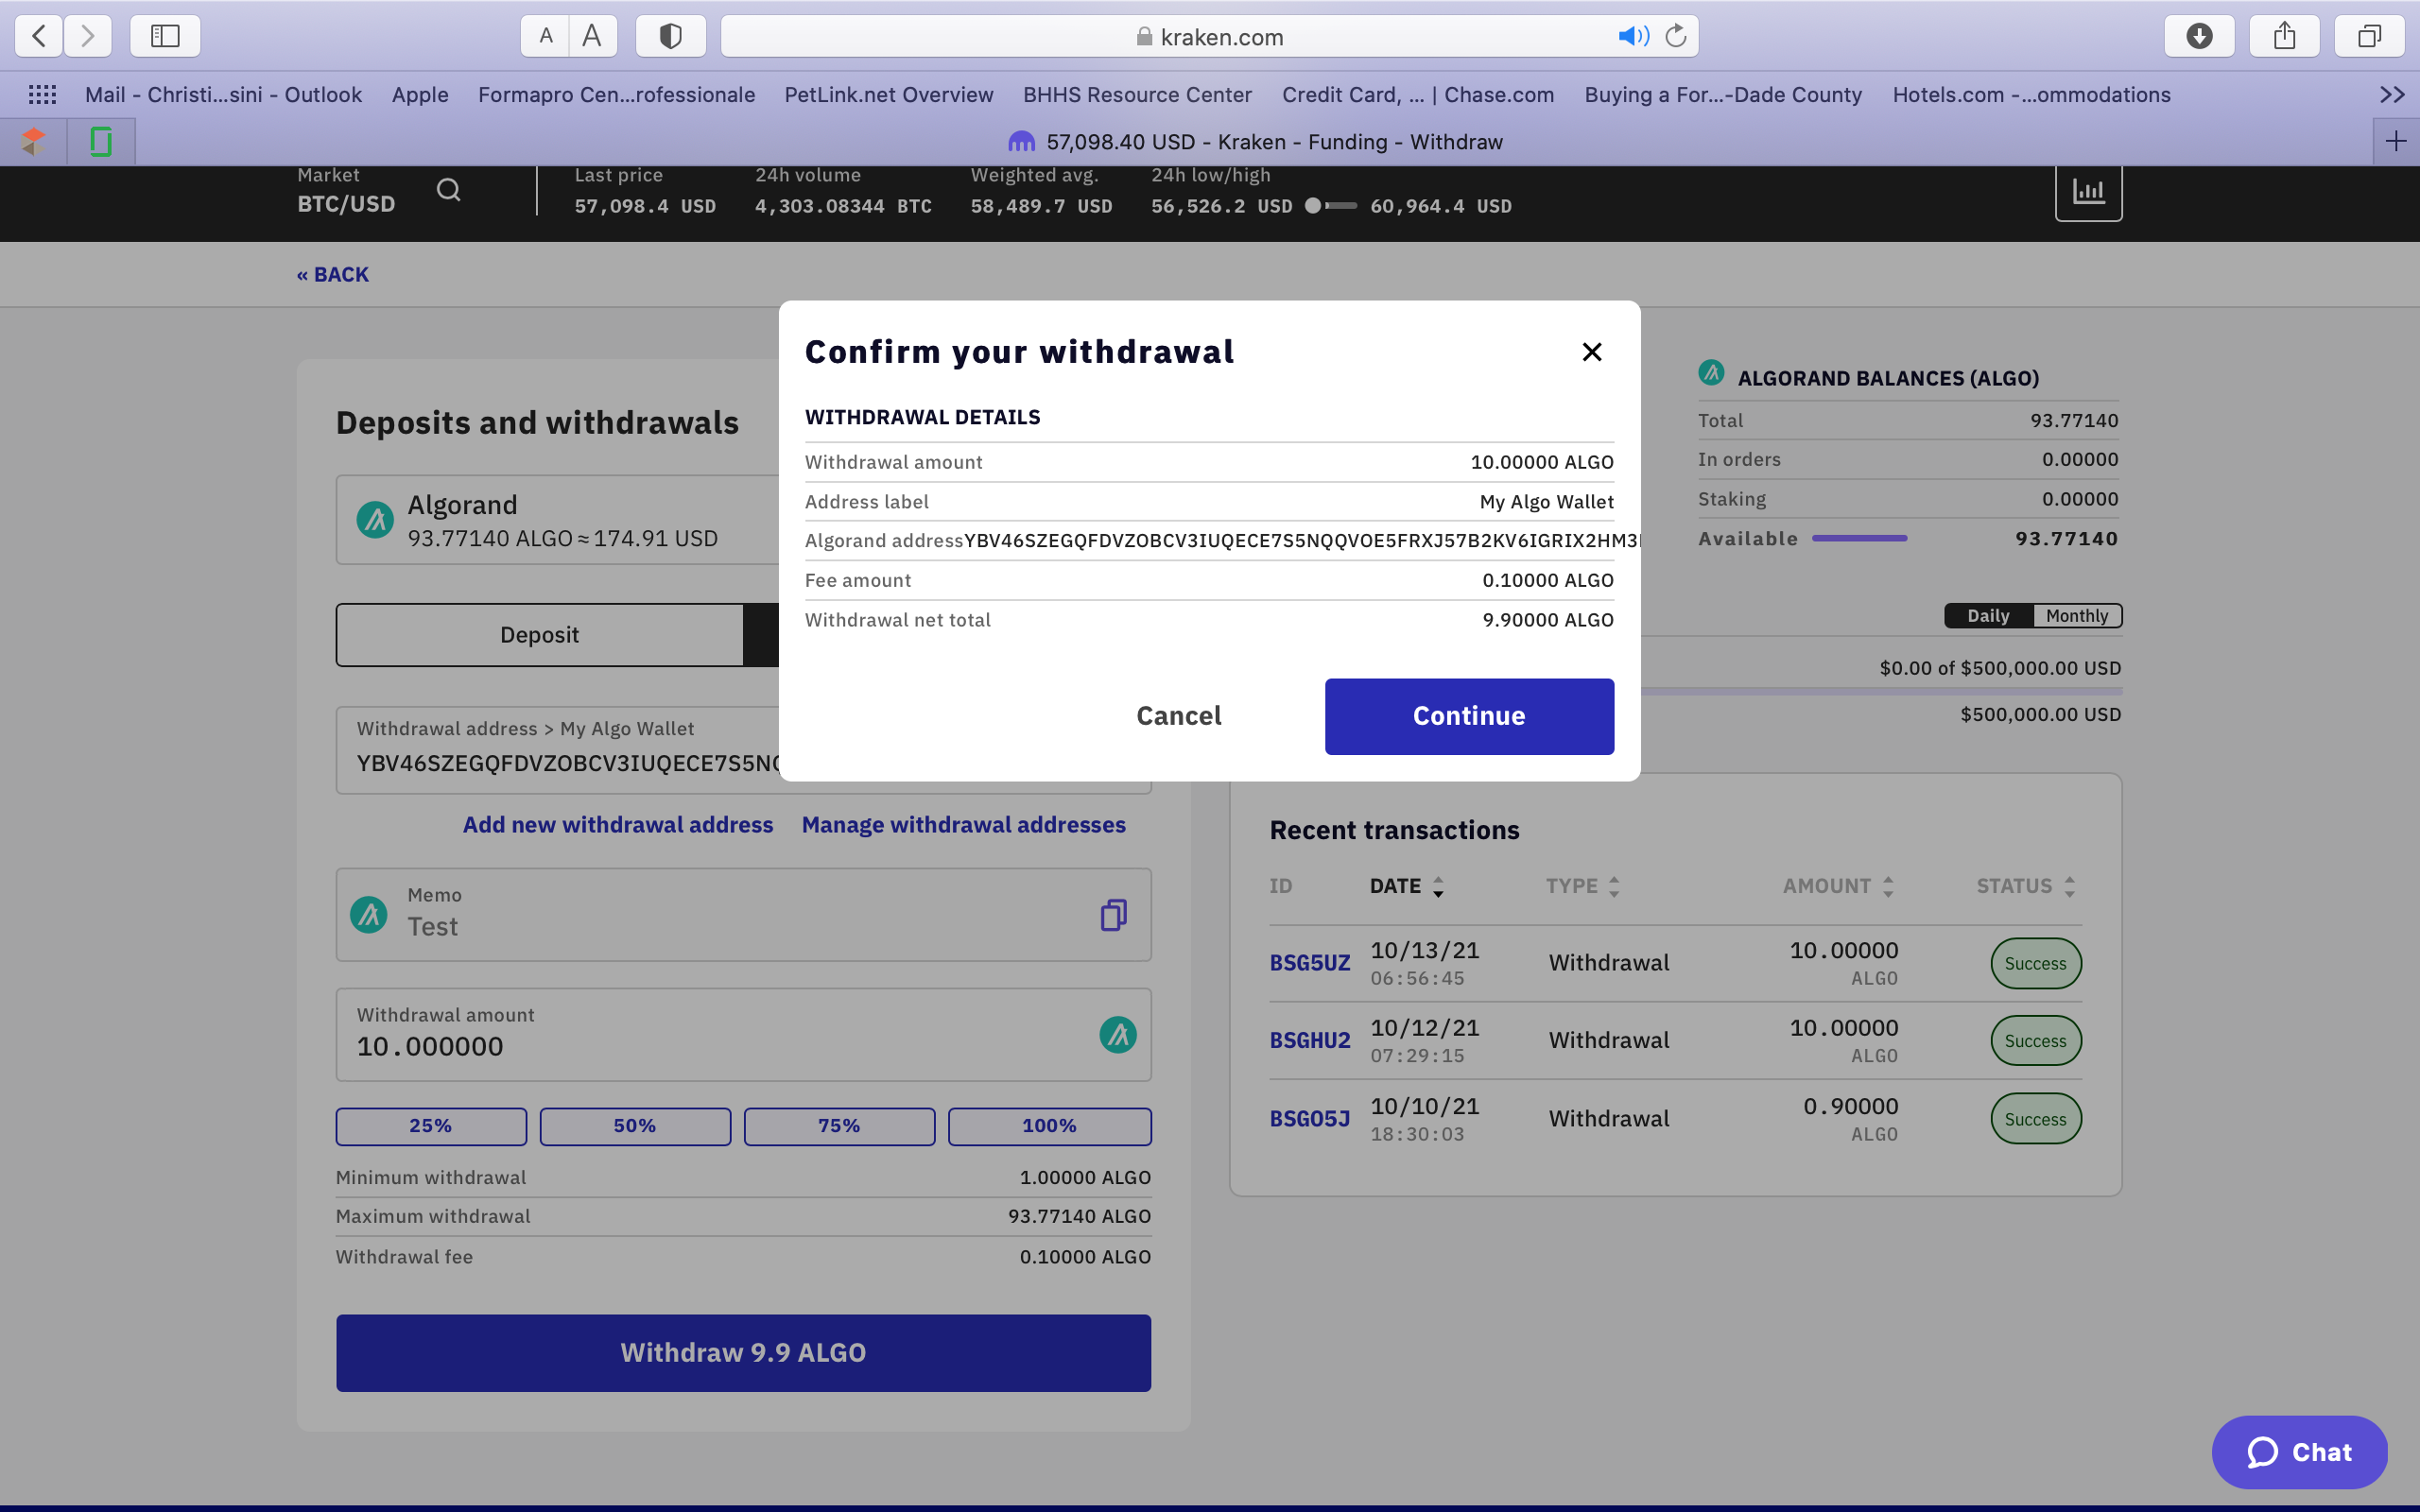 A A kraken.com
Mail - Christi...sini - Outlook Apple Formapro Cen...rofessionale PetLink.net Overview BHHS Resource Center Credit Card, ... | Chase.com Buying a For...-Dade County Hotels.com -...ommodations
57,098.40 USD - Kraken - Funding - Withdraw
Market Last price 24h volume Weighted avg. 24h low/high
BTC/USD 57,098.4 USD 4,303.08344 BTC 58,489.7 USD 56,526.2 USD 60,964.4 USD
« BACK
Confirm your withdrawal
WITHDRAWAL DETAILS
Withdrawal amount 10.00000 ALGO
Address label My Algo Wallet
Algorand address YBV46SZEGQFDVZOBCV3IUQECE7S5NQQVOE5FRXJ57B2KV6IGRIX2HM3
Fee amount 0.10000 ALGO
Withdrawal net total 9.90000 ALGO
Cancel Continue
Deposits and withdrawals
Algorand
93.77140 ALGO ≈ 174.91 USD
Deposit
Withdrawal address > My Algo Wallet
YBV46SZEGQFDVZOBCV3IUQECE7S5NQ
Add new withdrawal address Manage withdrawal addresses
Memo
Test
Withdrawal amount
10.000000
25% 50% 75% 100%
Minimum withdrawal 1.00000 ALGO
Maximum withdrawal 93.77140 ALGO
Withdrawal fee 0.10000 ALGO
Withdraw 9.9 ALGO
ALGORAND BALANCES (ALGO)
Total 93.77140
In orders 0.00000
Staking 0.00000
Available 93.77140
Daily Monthly
$0.00 of $500,000.00 USD
$500,000.00 USD
Recent transactions
ID DATE TYPE AMOUNT STATUS
BSG5UZ 10/13/21 Withdrawal 10.00000 Success
06:56:45 ALGO
BSGHU2 10/12/21 Withdrawal 10.00000 Success
07:29:15 ALGO
BSGO5J 10/10/21 Withdrawal 0.90000 Success
18:30:03 ALGO
Chat